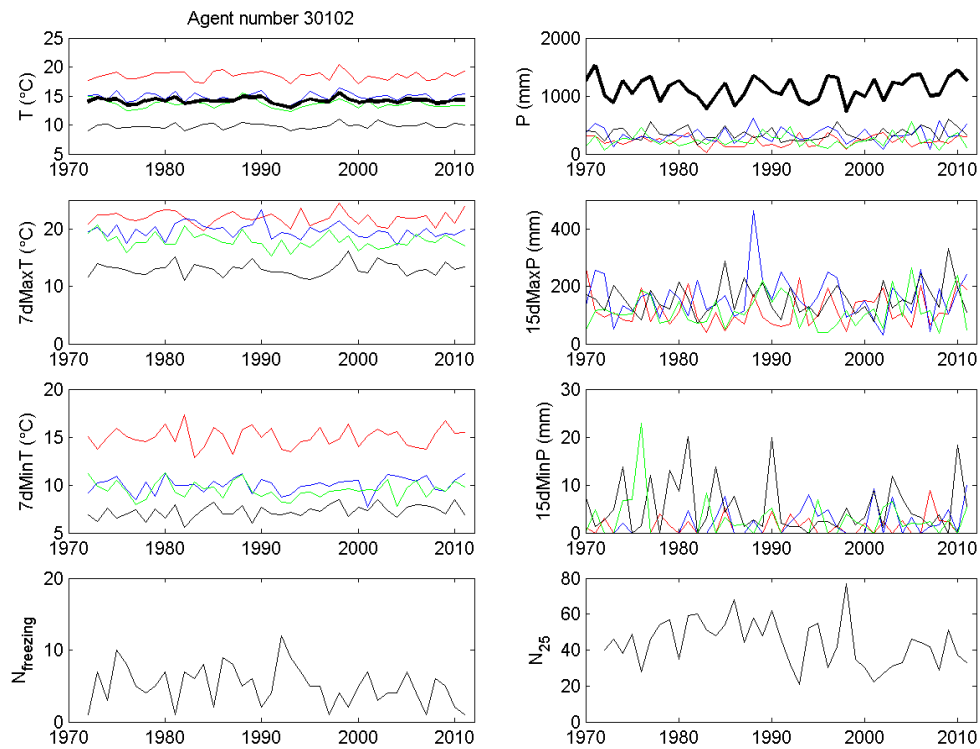 Agent number 30102
T (°C)
25
20
15
10
5
1970 1980 1990 2000 2010
P (mm)
2000
1000
0
1970 1980 1990 2000 2010
7dMaxT (°C)
20
10
0
1970 1980 1990 2000 2010
15dMaxP (mm)
400
200
0
1970 1980 1990 2000 2010
7dMinT (°C)
20
15
10
5
1970 1980 1990 2000 2010
15dMinP (mm)
30
20
10
0
1970 1980 1990 2000 2010
Nfreezing
20
10
0
1970 1980 1990 2000 2010
N25
80
60
40
20
0
1970 1980 1990 2000 2010